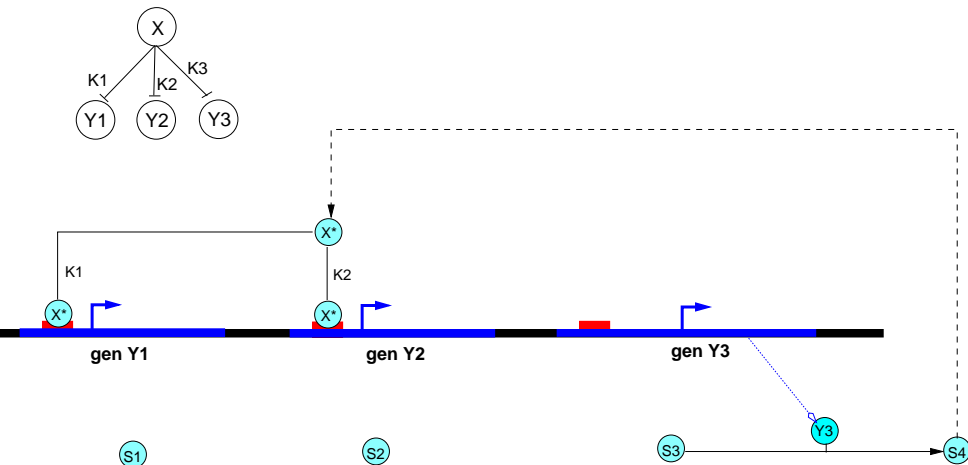 X
K1
K2
K3
Y1
Y2
Y3
X*
K1
K2
X*
X*
gen Y1
gen Y2
gen Y3
Y3
S1
S2
S3
S4